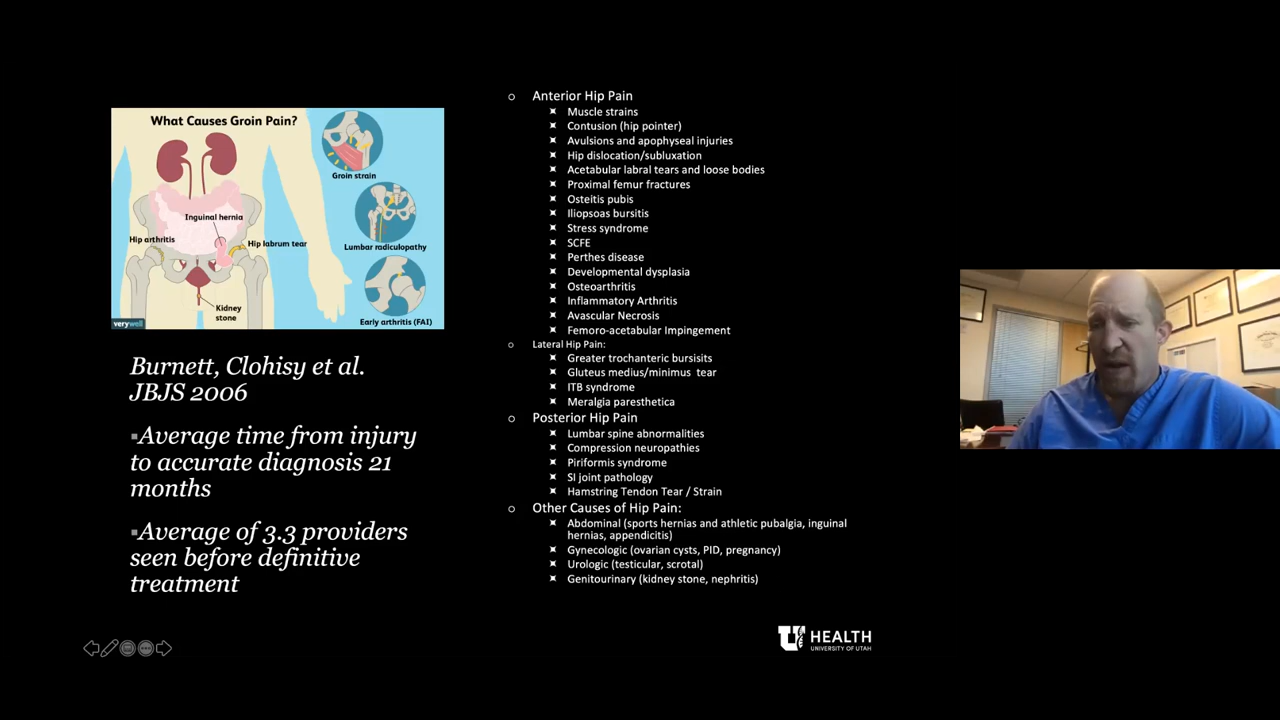 What Causes Groin Pain?
Groin strain
Inguinal hernia
Hip arthritis
Hip labrum tear
Lumbar radiculopathy
Kidney
stone
Early arthritis (FAI)
verywell
Burnett, Clohisy et al.
JBJS 2006
▪Average time from injury
to accurate diagnosis 21
months
▪Average of 3.3 providers
seen before definitive
treatment
Anterior Hip Pain
Muscle strains
Contusion (hip pointer)
Avulsions and apophyseal injuries
Hip dislocation/subluxation
Acetabular labral tears and loose bodies
Proximal femur fractures
Osteitis pubis
Iliopsoas bursitis
Stress syndrome
SCFE
Perthes disease
Developmental dysplasia
Osteoarthritis
Inflammatory Arthritis
Avascular Necrosis
Femoro-acetabular Impingement
Lateral Hip Pain:
Greater trochanteric bursisits
Gluteus medius/minimus tear
ITB syndrome
Meralgia paresthetica
Posterior Hip Pain
Lumbar spine abnormalities
Compression neuropathies
Piriformis syndrome
SI joint pathology
Hamstring Tendon Tear / Strain
Other Causes of Hip Pain:
Abdominal (sports hernias and athletic pubalgia, inguinal
hernias, appendicitis)
Gynecologic (ovarian cysts, PID, pregnancy)
Urologic (testicular, scrotal)
Genitourinary (kidney stone, nephritis)
U HEALTH
UNIVERSITY OF UTAH